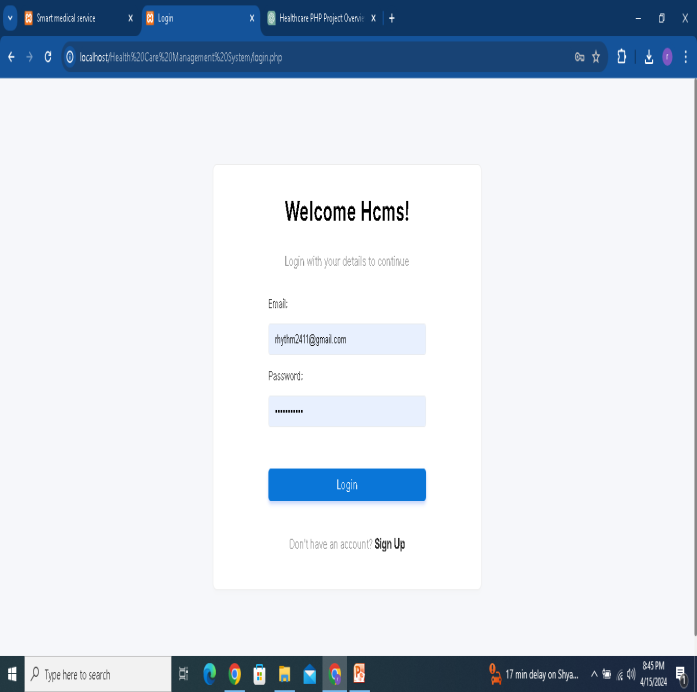 Smart medical service
Login
Healthcare PHP Project Overvie
localhost/Health%20Care%20Management%20System/login.php
Welcome Hcms!
Login with your details to continue
Email:
rhythm2411@gmail.com
Password:
•••••••••••
Login
Don't have an account? Sign Up
Type here to search
17 min delay on Shya...
8:45 PM
4/15/2024